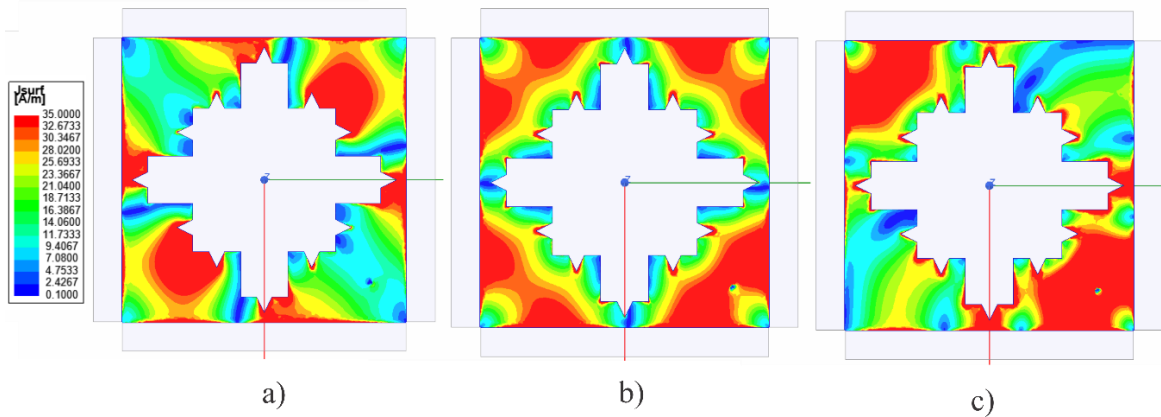 Jsurf
[A/m]
35.0000
32.6733
30.3467
28.0200
25.6933
23.3667
21.0400
18.7133
16.3867
14.0600
11.7333
9.4067
7.0800
4.7533
2.4267
0.1000
Z
Z
Z
a)
b)
c)